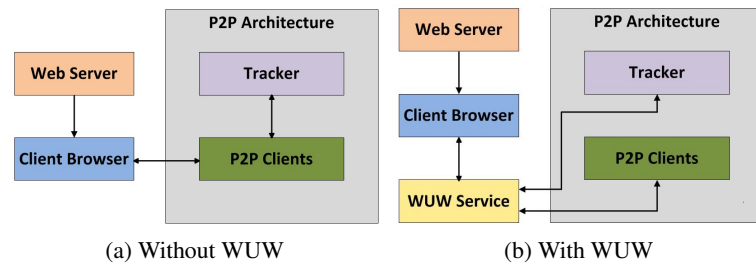 P2P Architecture
Web Server
Tracker
Client Browser
P2P Clients
(a) Without WUW
Web Server
P2P Architecture
Tracker
Client Browser
P2P Clients
WUW Service
(b) With WUW